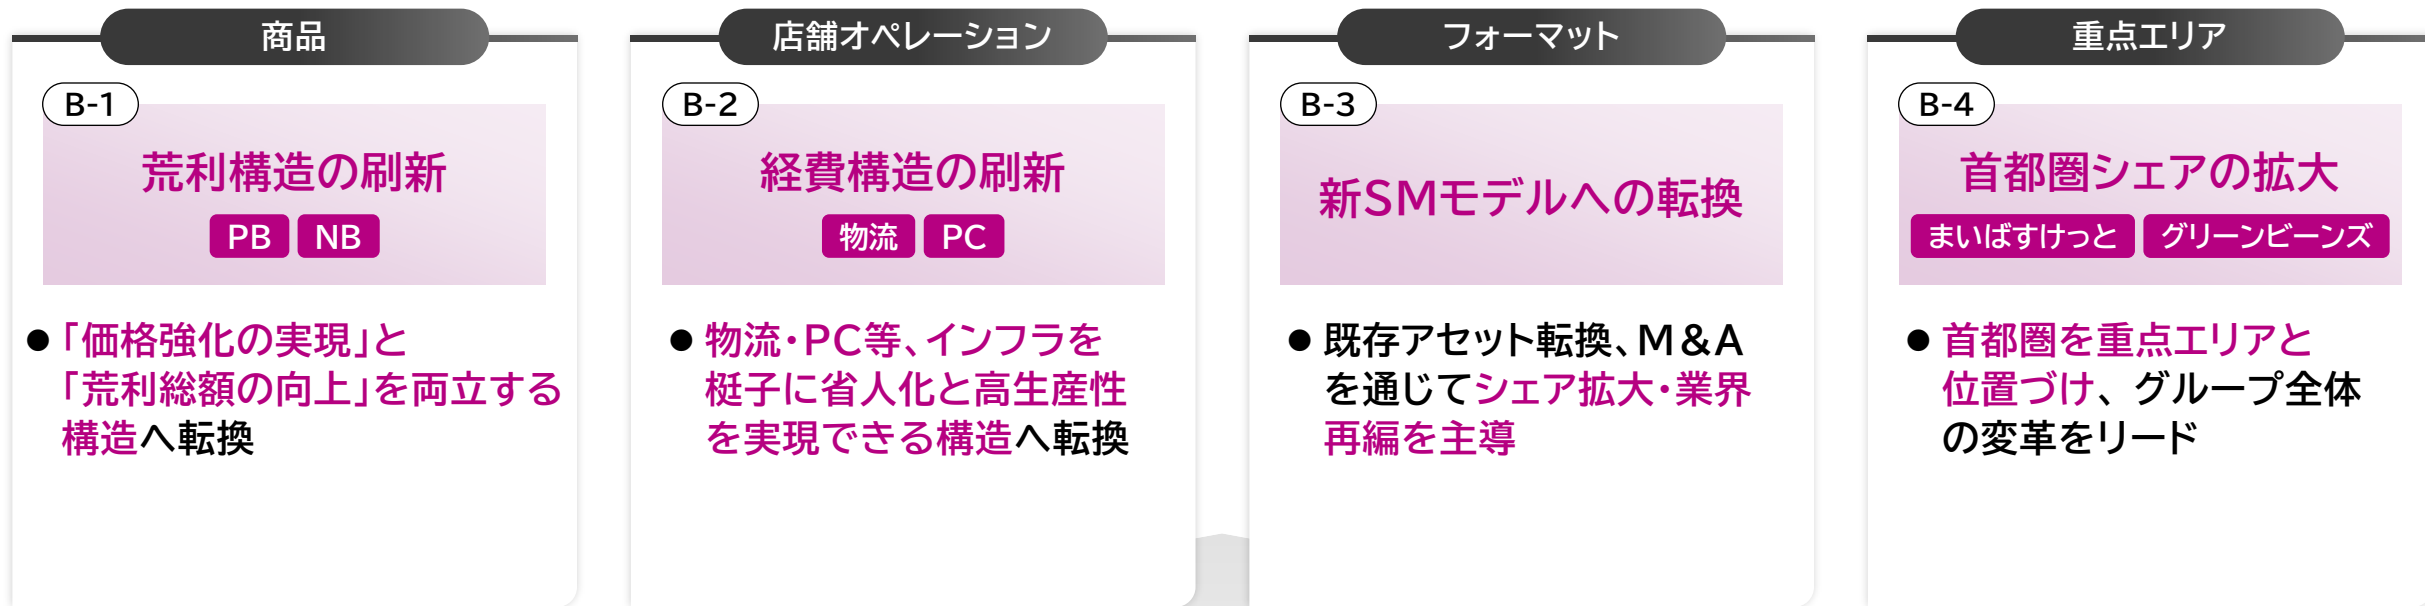 商品
B-1
荒利構造の刷新
PB NB
●「価格強化の実現」と
「荒利総額の向上」を両立する
構造へ転換
店舗オペレーション
B-2
経費構造の刷新
物流 PC
● 物流・PC等、インフラを
梃子に省人化と高生産性
を実現できる構造へ転換
フォーマット
B-3
新SMモデルへの転換
● 既存アセット転換、M&A
を通じてシェア拡大・業界
再編を主導
重点エリア
B-4
首都圏シェアの拡大
まいばすけっと グリーンビーンズ
● 首都圏を重点エリアと
位置づけ、グループ全体
の変革をリード